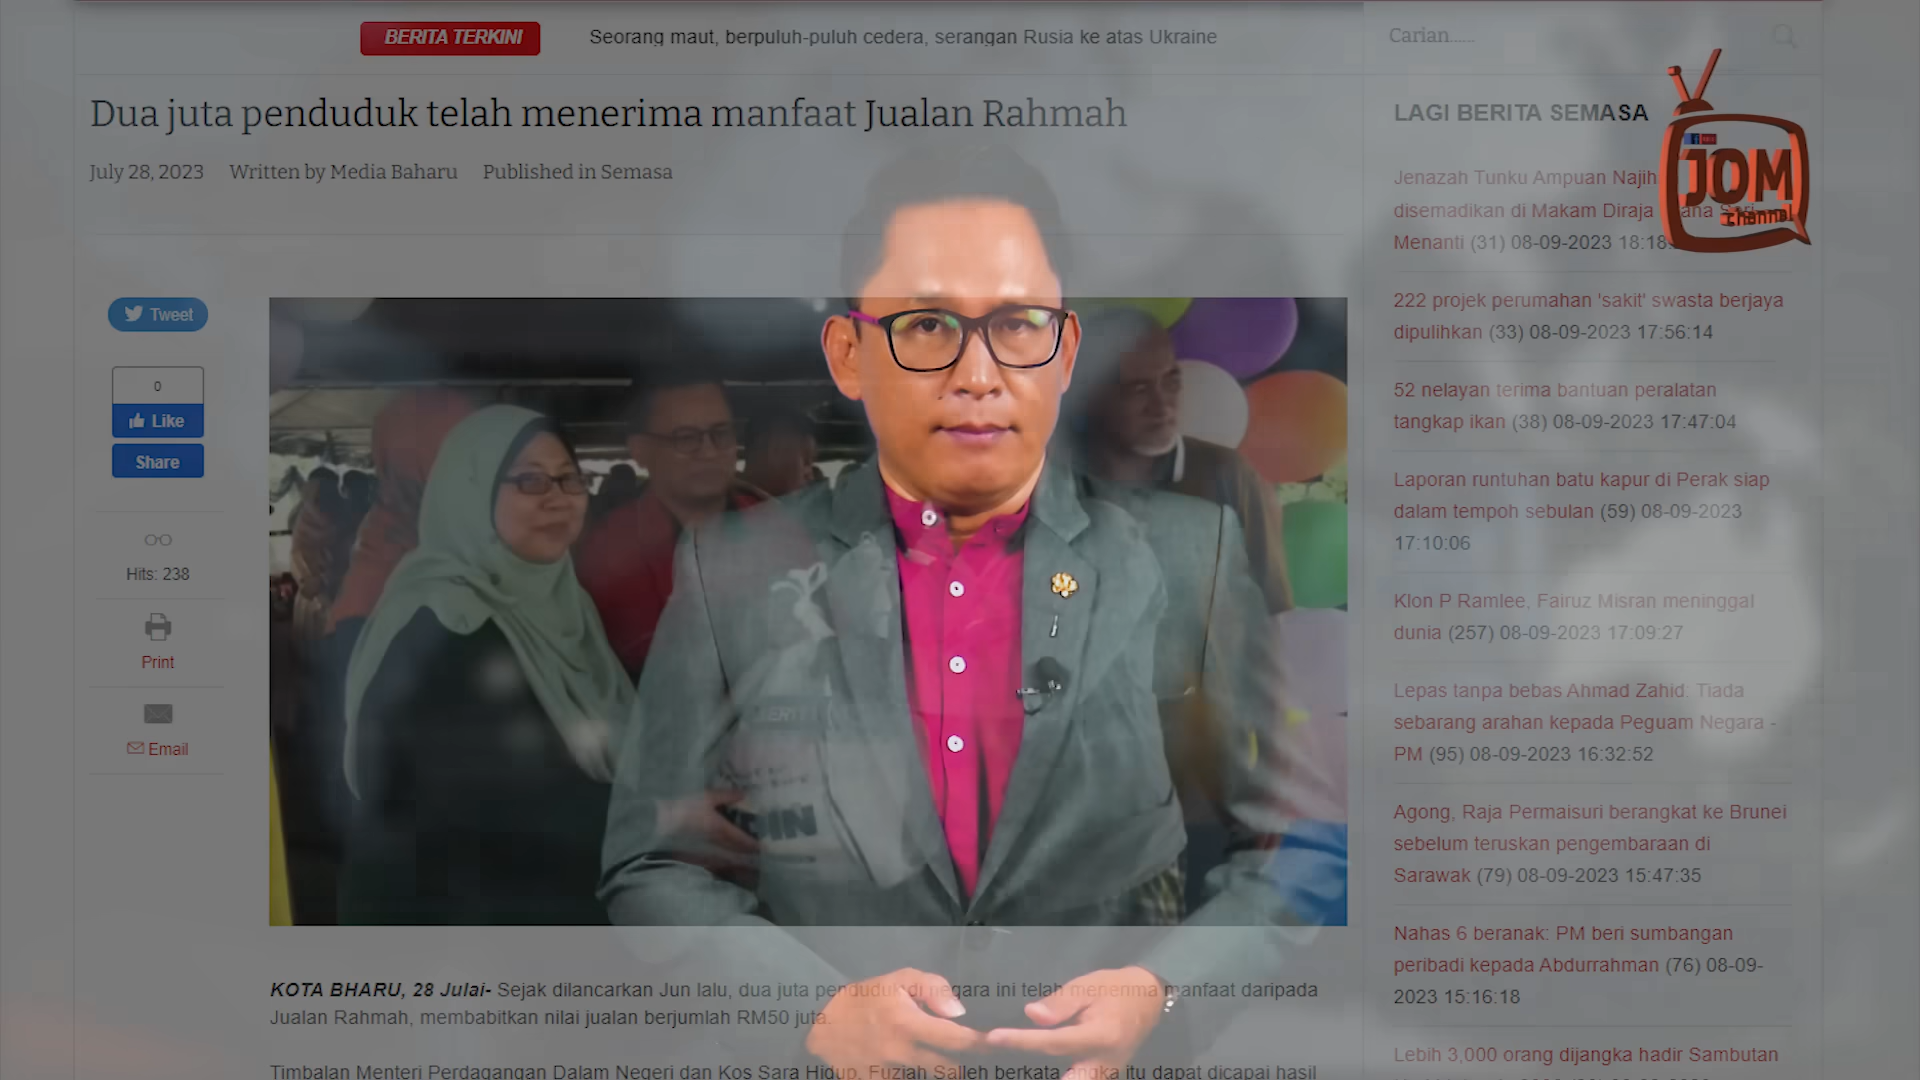 BERITA TERKINI
Seorang maut, berpuluh-puluh cedera, serangan Rusia ke atas Ukraine
Carian......
Dua juta penduduk telah menerima manfaat Jualan Rahmah
July 28, 2023 Written by Media Baharu Published in Semasa
Tweet
0
Like
Share
Hits: 238
Print
Email
KOTA BHARU, 28 Julai- Sejak dilancarkan Jun lalu, dua juta penduduk di negara ini telah menerima manfaat daripada
Jualan Rahmah, membabitkan nilai jualan berjumlah RM50 juta.
Timbalan Menteri Perdagangan Dalam Negeri dan Kos Sara Hidup, Fuziah Salleh berkata angka itu dapat dicapai hasil
LAGI BERITA SEMASA
Jenazah Tunku Ampuan Najih
disemadikan di Makam Diraja
Menanti (31) 08-09-2023 18:18
222 projek perumahan 'sakit' swasta berjaya
dipulihkan (33) 08-09-2023 17:56:14
52 nelayan terima bantuan peralatan
tangkap ikan (38) 08-09-2023 17:47:04
Laporan runtuhan batu kapur di Perak siap
dalam tempoh sebulan (59) 08-09-2023
17:10:06
Klon P Ramlee, Fairuz Misran meninggal
dunia (257) 08-09-2023 17:09:27
Lepas tanpa bebas Ahmad Zahid: Tiada
sebarang arahan kepada Peguam Negara -
PM (95) 08-09-2023 16:32:52
Agong, Raja Permaisuri berangkat ke Brunei
sebelum teruskan pengembaraan di
Sarawak (79) 08-09-2023 15:47:35
Nahas 6 beranak: PM beri sumbangan
peribadi kepada Abdurrahman (76) 08-09-
2023 15:16:18
Lebih 3,000 orang dijangka hadir Sambutan
JOM
channel